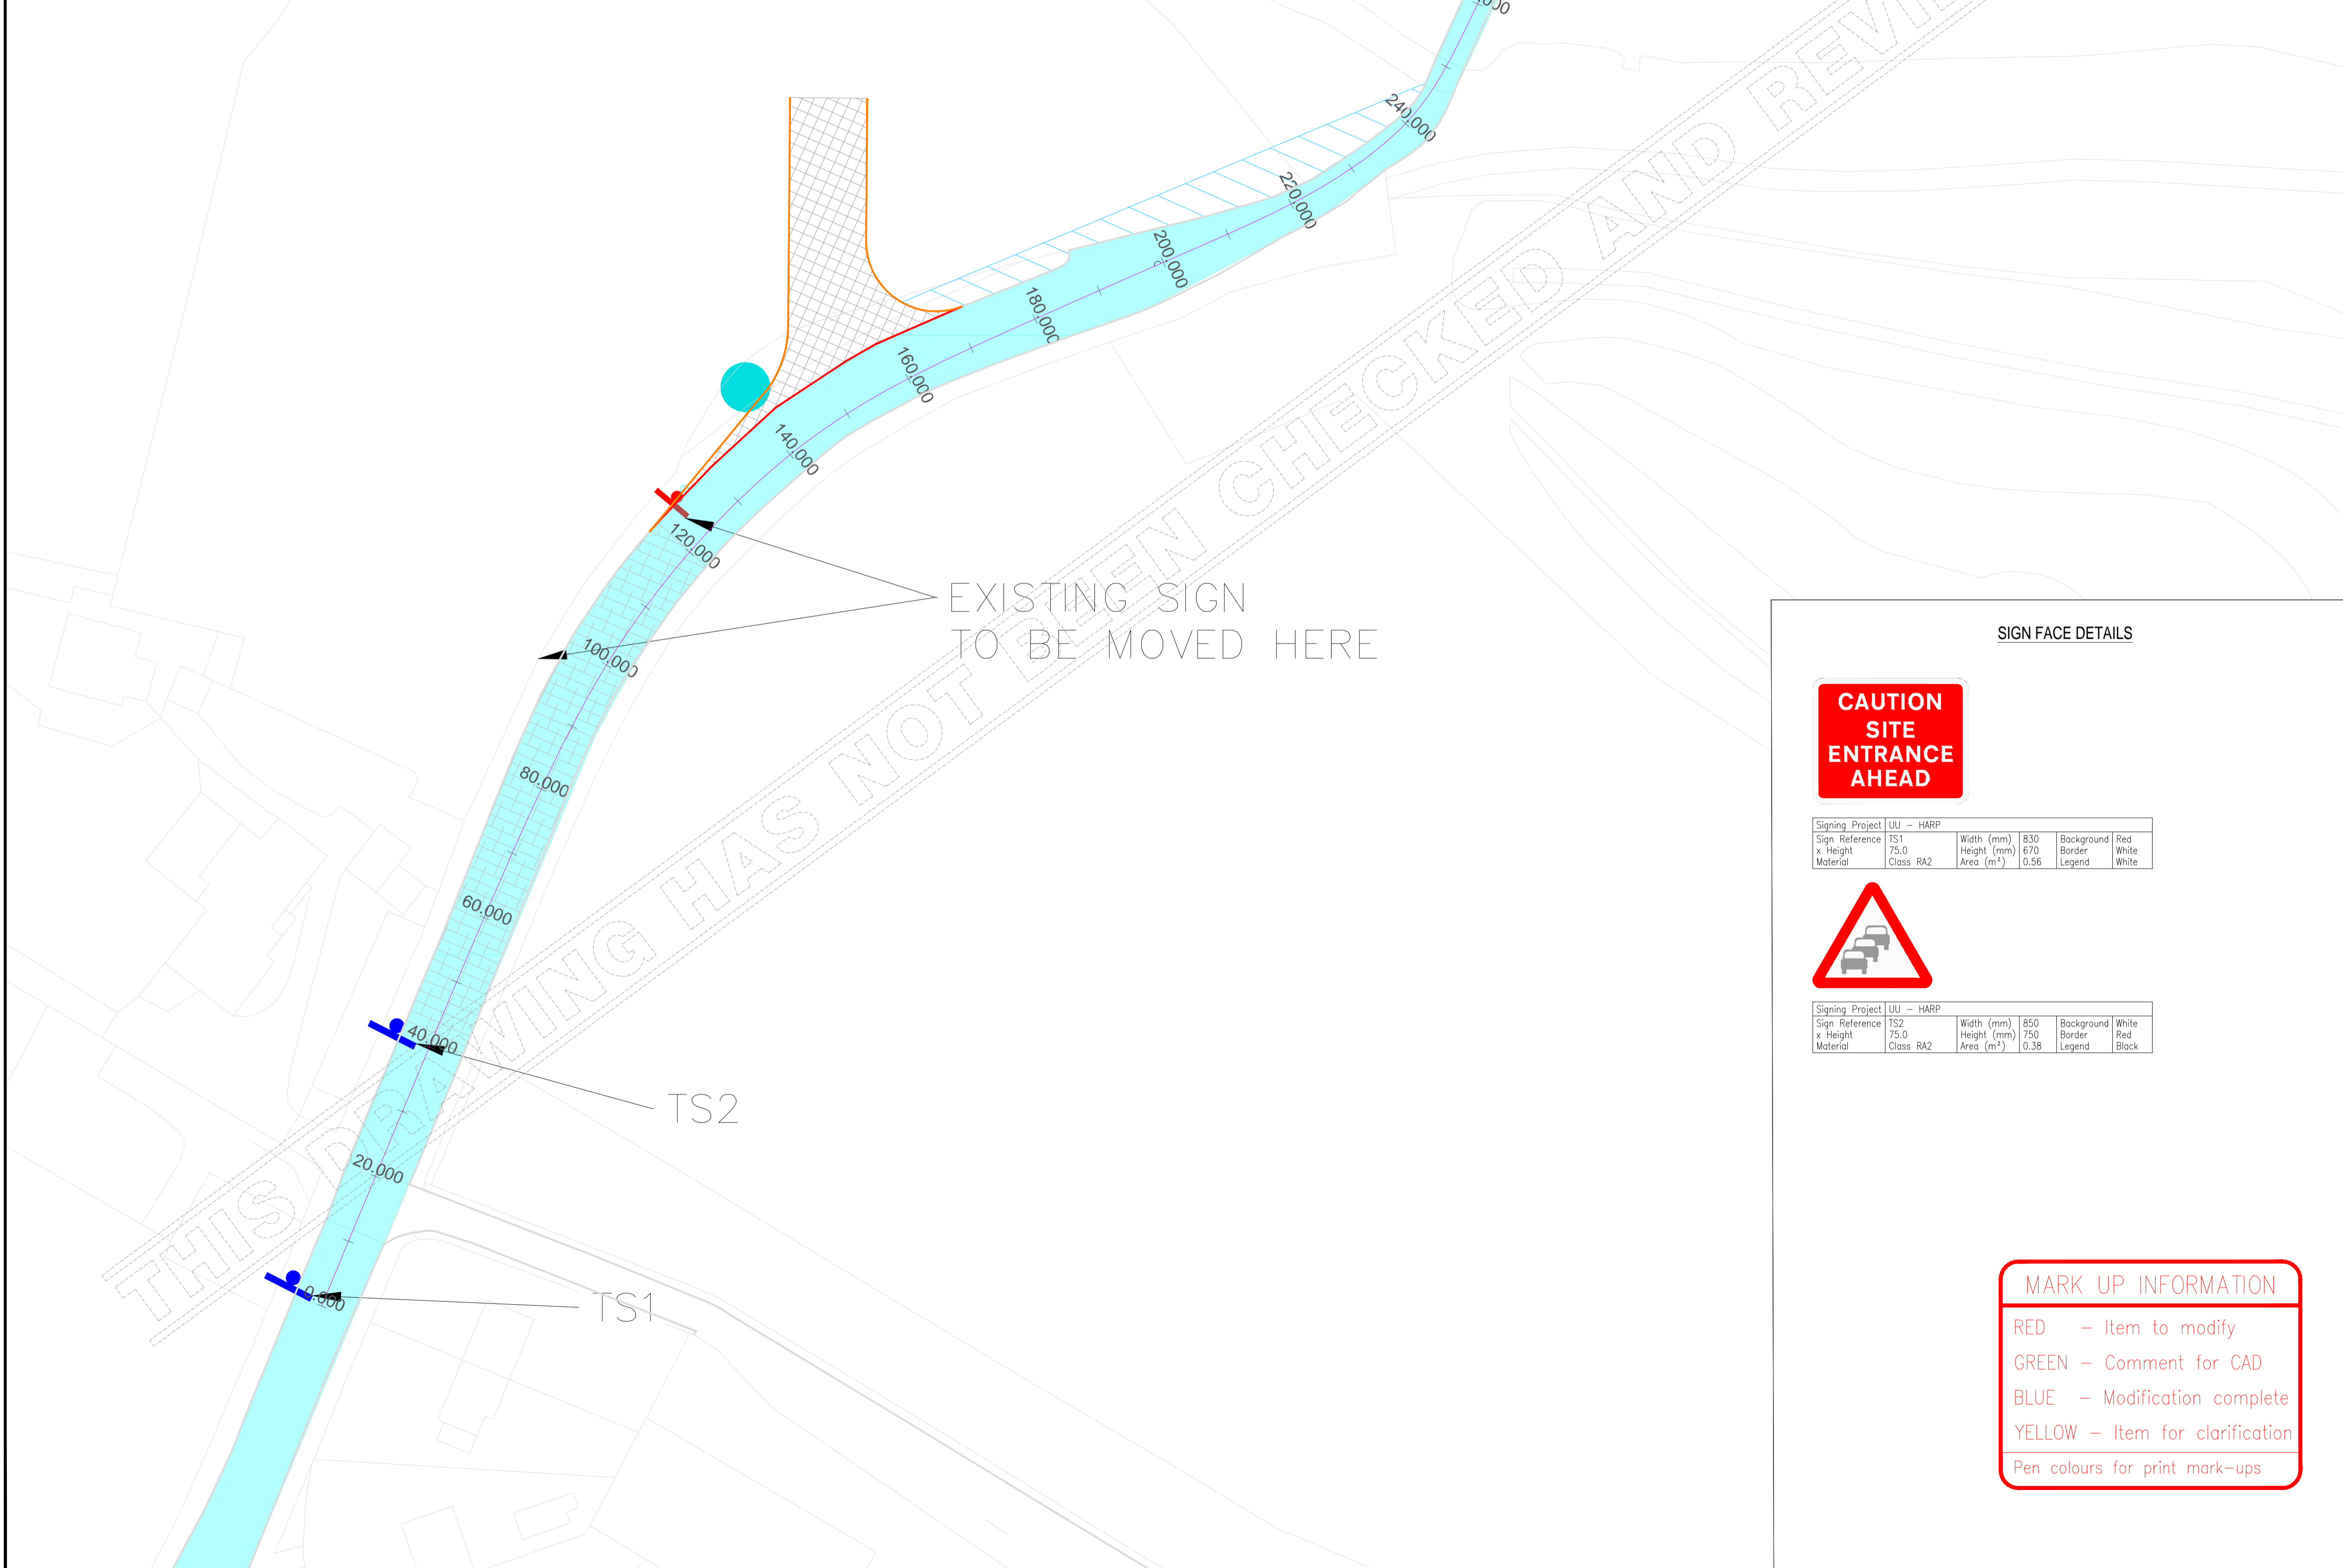 240.000
220.000
200.000
180.000
160.000
140.000
120.000
100.000
80.000
60.000
40.000
20.000
0.000
EXISTING SIGN
TO BE MOVED HERE
TS2
TS1
THIS DRAWING HAS NOT BEEN CHECKED AND
SIGN FACE DETAILS
CAUTION
SITE
ENTRANCE
AHEAD
Signing Project UU - HARP
Sign Reference TS1 Width (mm) 830 Background Red
x Height 75.0 Height (mm) 670 Border White
Material Class RA2 Area (m²) 0.56 Legend White
Signing Project UU - HARP
Sign Reference TS2 Width (mm) 850 Background White
x Height 75.0 Height (mm) 750 Border Red
Material Class RA2 Area (m²) 0.38 Legend Black
MARK UP INFORMATION
RED - Item to modify
GREEN - Comment for CAD
BLUE - Modification complete
YELLOW - Item for clarification
Pen colours for print mark-ups